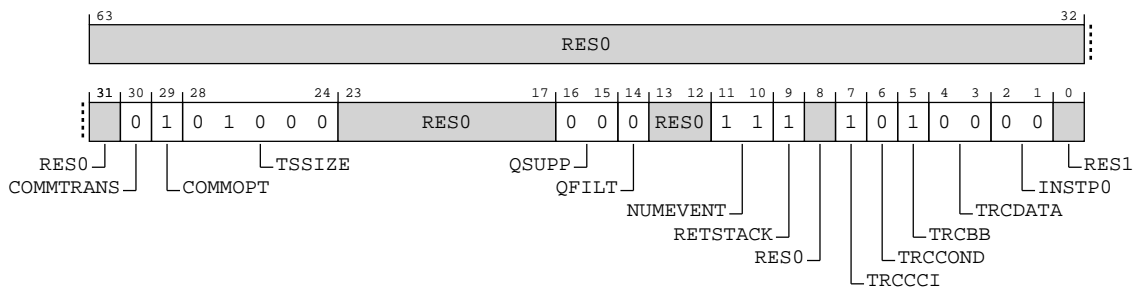 63 32
RES0
31 30 29 28 24 23 17 16 15 14 13 12 11 10 9 8 7 6 5 4 3 2 1 0
0 1 0 1 0 0 0 RES0 0 0 0 RES0 1 1 1 1 0 1 0 0 0 0
RES0 TSSIZE QSUPP RES1
COMMTRANS COMMOPT QFILT INSTP0
NUMEVENT TRCDATA
RETSTACK TRCBB
RES0 TRCCOND
TRCCCI